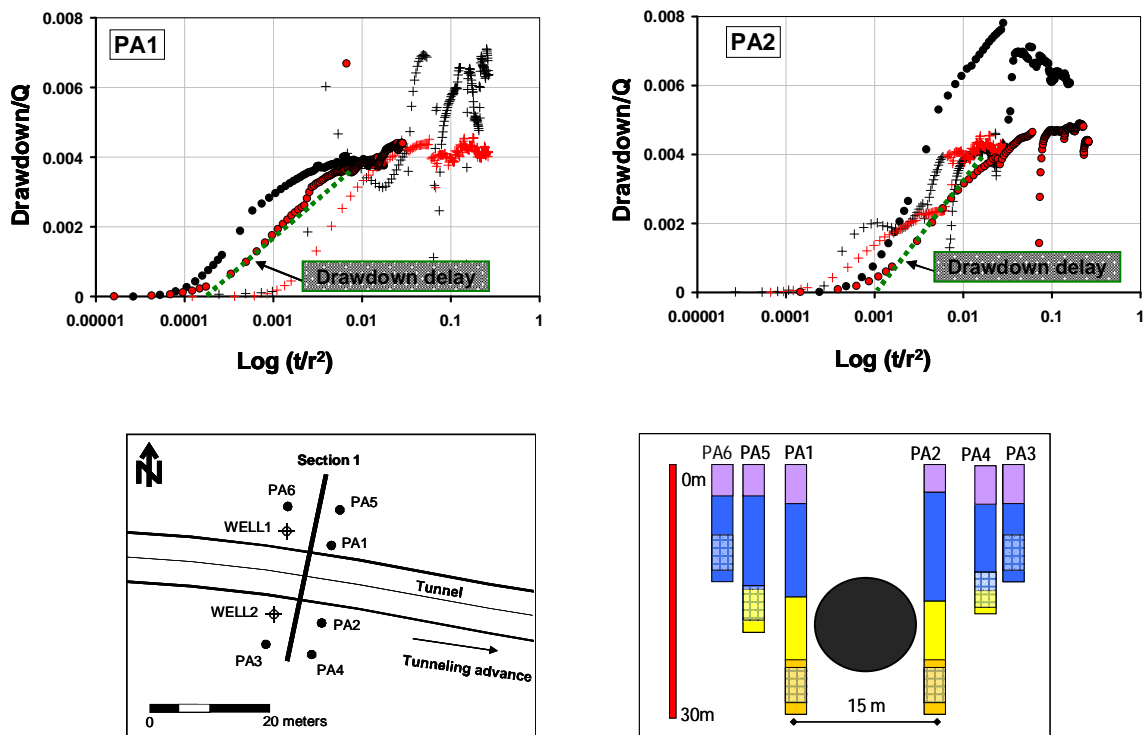 PA1
Drawdown/Q
0.008
0.006
0.004
0.002
0
Drawdown delay
0.00001 0.0001 0.001 0.01 0.1 1
Log (t/r²)
PA2
Drawdown/Q
0.008
0.006
0.004
0.002
0
Drawdown delay
0.00001 0.0001 0.001 0.01 0.1 1
Log (t/r²)
N
Section 1
PA6
PA5
WELL1
PA1
Tunnel
WELL2
PA2
PA3
PA4
Tunneling advance
0 20 meters
PA6 PA5 PA1 PA2 PA4 PA3
0m
30m
15 m